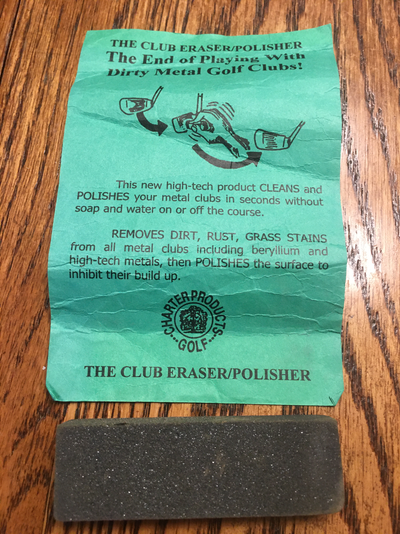 THE CLUB ERASER/POLISHER
The End of Playing With
Dirty Metal Golf Clubs!
This new high-tech product CLEANS and
POLISHES your metal clubs in seconds without
soap and water on or off the course.
REMOVES DIRT, RUST, GRASS STAINS
from all metal clubs including beryilium and
high-tech metals, then POLISHES the surface to
inhibit their build up.
CHARTER PRODUCTS
GOLF
THE CLUB ERASER/POLISHER